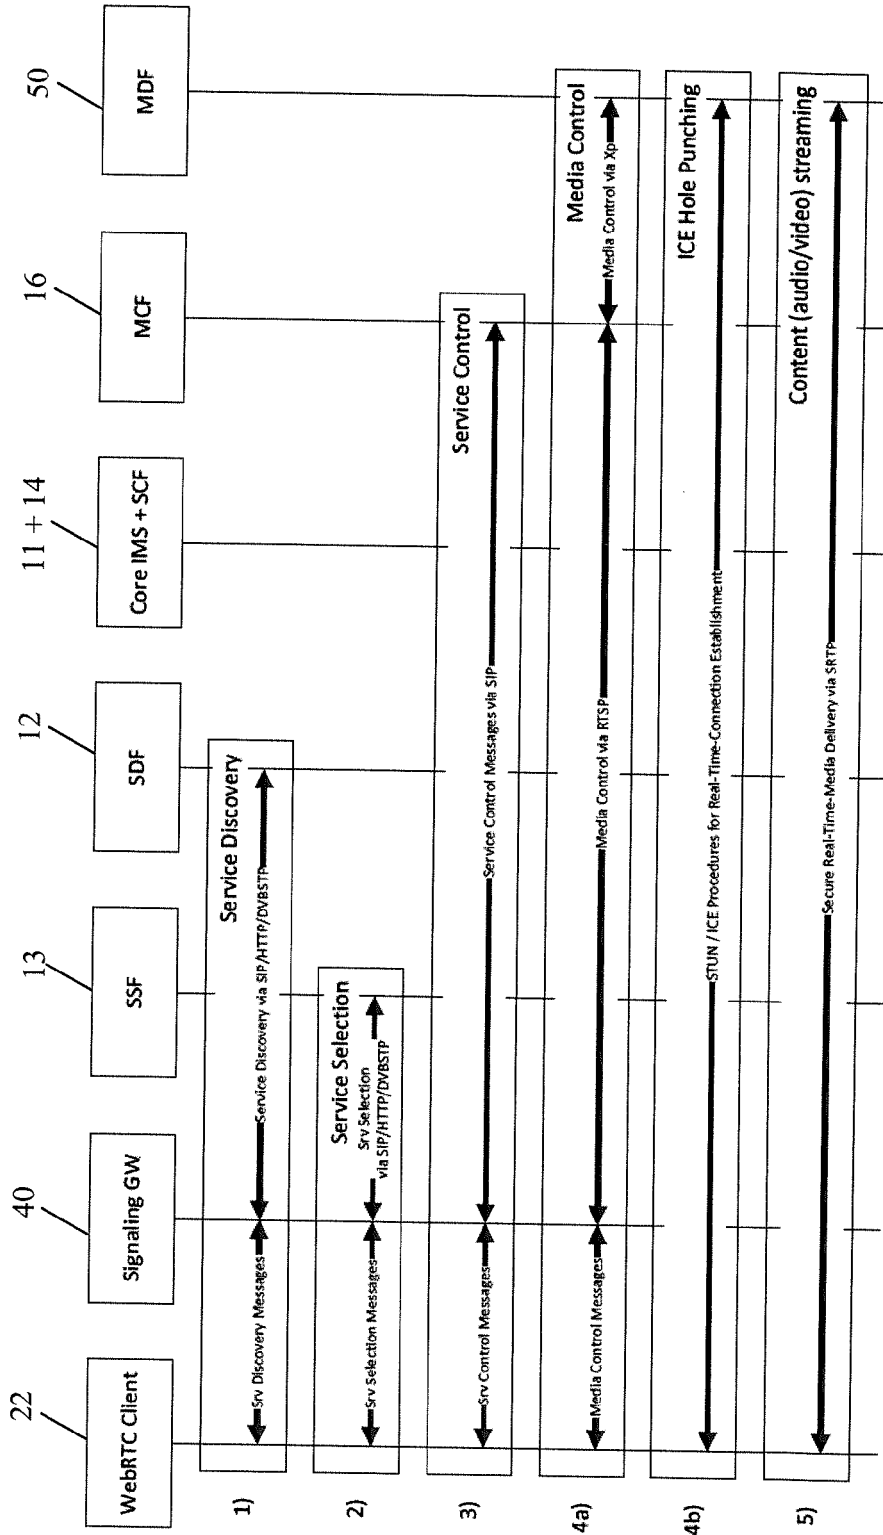 22
40
13
12
11 + 14
16
50
WebRTC Client
Signaling GW
SSF
SDF
Core IMS + SCF
MCF
MDF
1)
Service Discovery
Srv Discovery Messages
Service Discovery via SIP/HTTP/DVBSTP
2)
Service Selection
Srv Selection Messages
Srv Selection
via SIP/HTTP/DVBSTP
3)
Service Control
Srv Control Messages
Service Control Messages via SIP
4a)
Media Control
Media Control Messages
Media Control via RTSP
Media Control via Xp
4b)
ICE Hole Punching
STUN / ICE Procedures for Real-Time-Connection Establishment
5)
Content (audio/video) streaming
Secure Real-Time-Media Delivery via SRTP